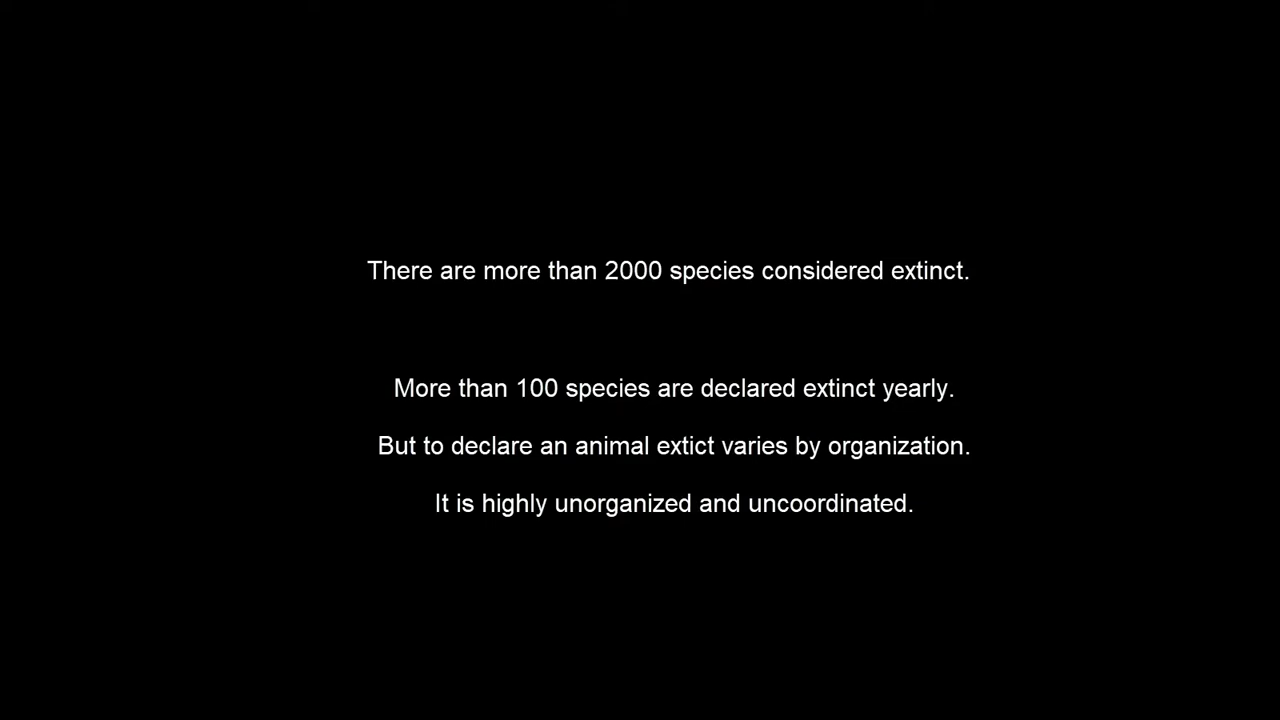 There are more than 2000 species considered extinct.
More than 100 species are declared extinct yearly.
But to declare an animal extict varies by organization.
It is highly unorganized and uncoordinated.